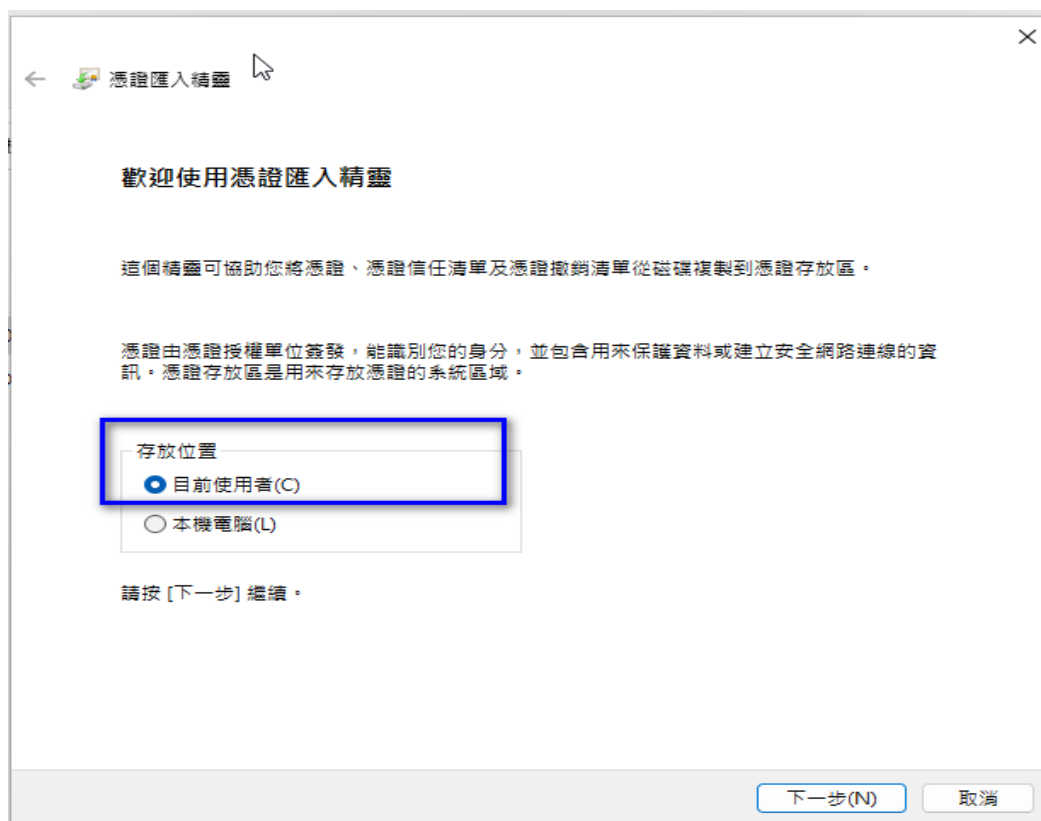 憑證匯入精靈
歡迎使用憑證匯入精靈
這個精靈可協助您將憑證、憑證信任清單及憑證撤銷清單從磁碟複製到憑證存放區。
憑證由憑證授權單位簽發，能識別您的身分，並包含用來保護資料或建立安全網路連線的資
訊。憑證存放區是用來存放憑證的系統區域。
存放位置
目前使用者(C)
本機電腦(L)
請按 [下一步] 繼續。
下一步(N)
取消